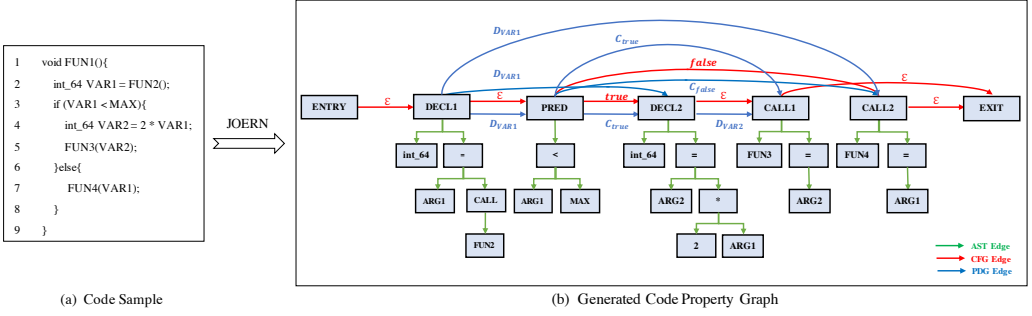 1 void FUN1(){
2 int_64 VAR1 = FUN2();
3 if (VAR1 < MAX){
4 int_64 VAR2 = 2 * VAR1;
5 FUN3(VAR2);
6 }else{
7 FUN4(VAR1);
8 }
9 }
JOERN
(a) Code Sample
D_VAR1
C_true
D_VAR1
false
C_false
ENTRY ε DECL1 ε PRED true DECL2 ε CALL1 ε CALL2 ε EXIT
D_VAR1 C_true D_VAR2
int_64 = < int_64 = FUN3 = FUN4 =
ARG1 CALL ARG1 MAX ARG2 * ARG2 ARG1
FUN2 2 ARG1
AST Edge
CFG Edge
PDG Edge
(b) Generated Code Property Graph